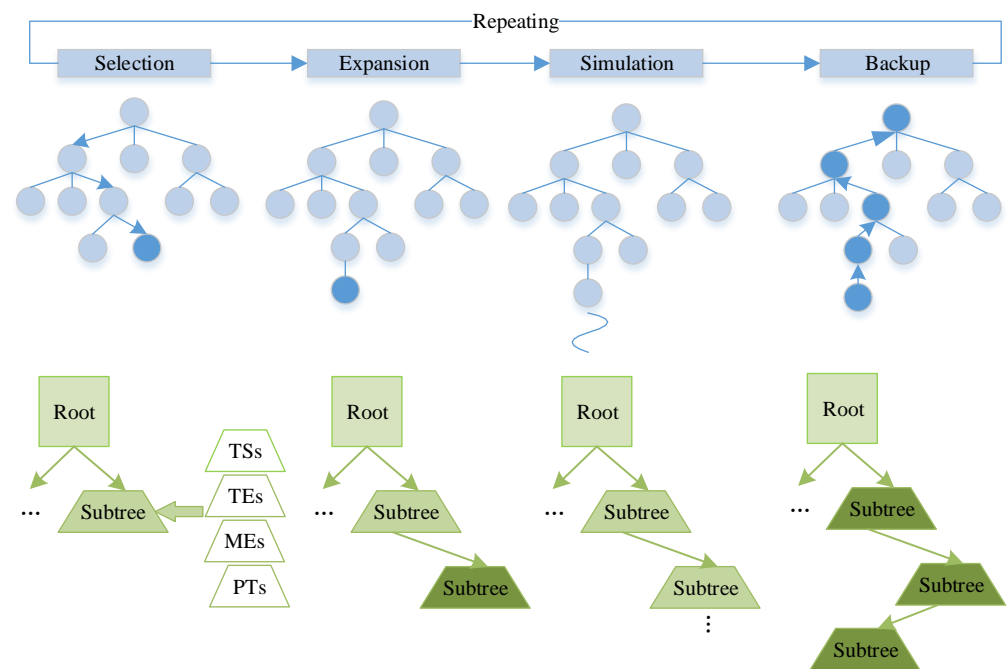 Repeating
Selection
Expansion
Simulation
Backup
Root
Root
Root
Root
TSs
TEs
MEs
PTs
...
Subtree
...
Subtree
...
Subtree
...
Subtree
Subtree
Subtree
...
Subtree
Subtree